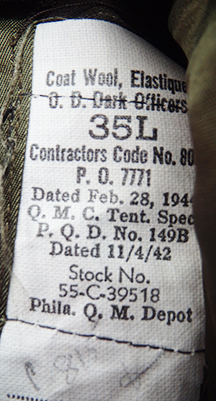 Coat Wool, Elastique
O. D. Dark Officers
35L
Contractors Code No. 80
P. O. 7771
Dated Feb. 28, 1944
Q. M. C. Tent. Spec
P. Q. D. No. 149B
Dated 11/4/42
Stock No.
55-C-39518
Phila. Q. M. Depot